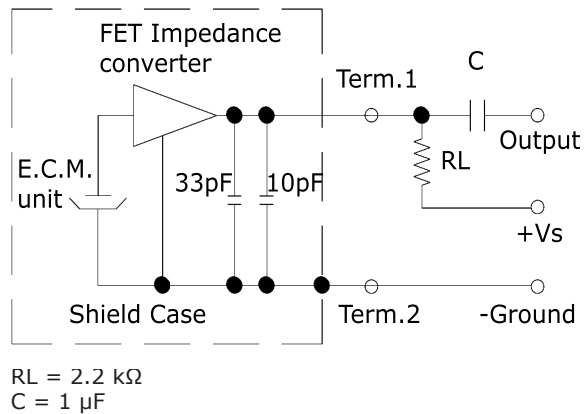 FET Impedance
converter
C
Term.1
Output
E.C.M.
unit
33pF
10pF
RL
+Vs
Shield Case
Term.2
-Ground
RL = 2.2 kΩ
C = 1 µF